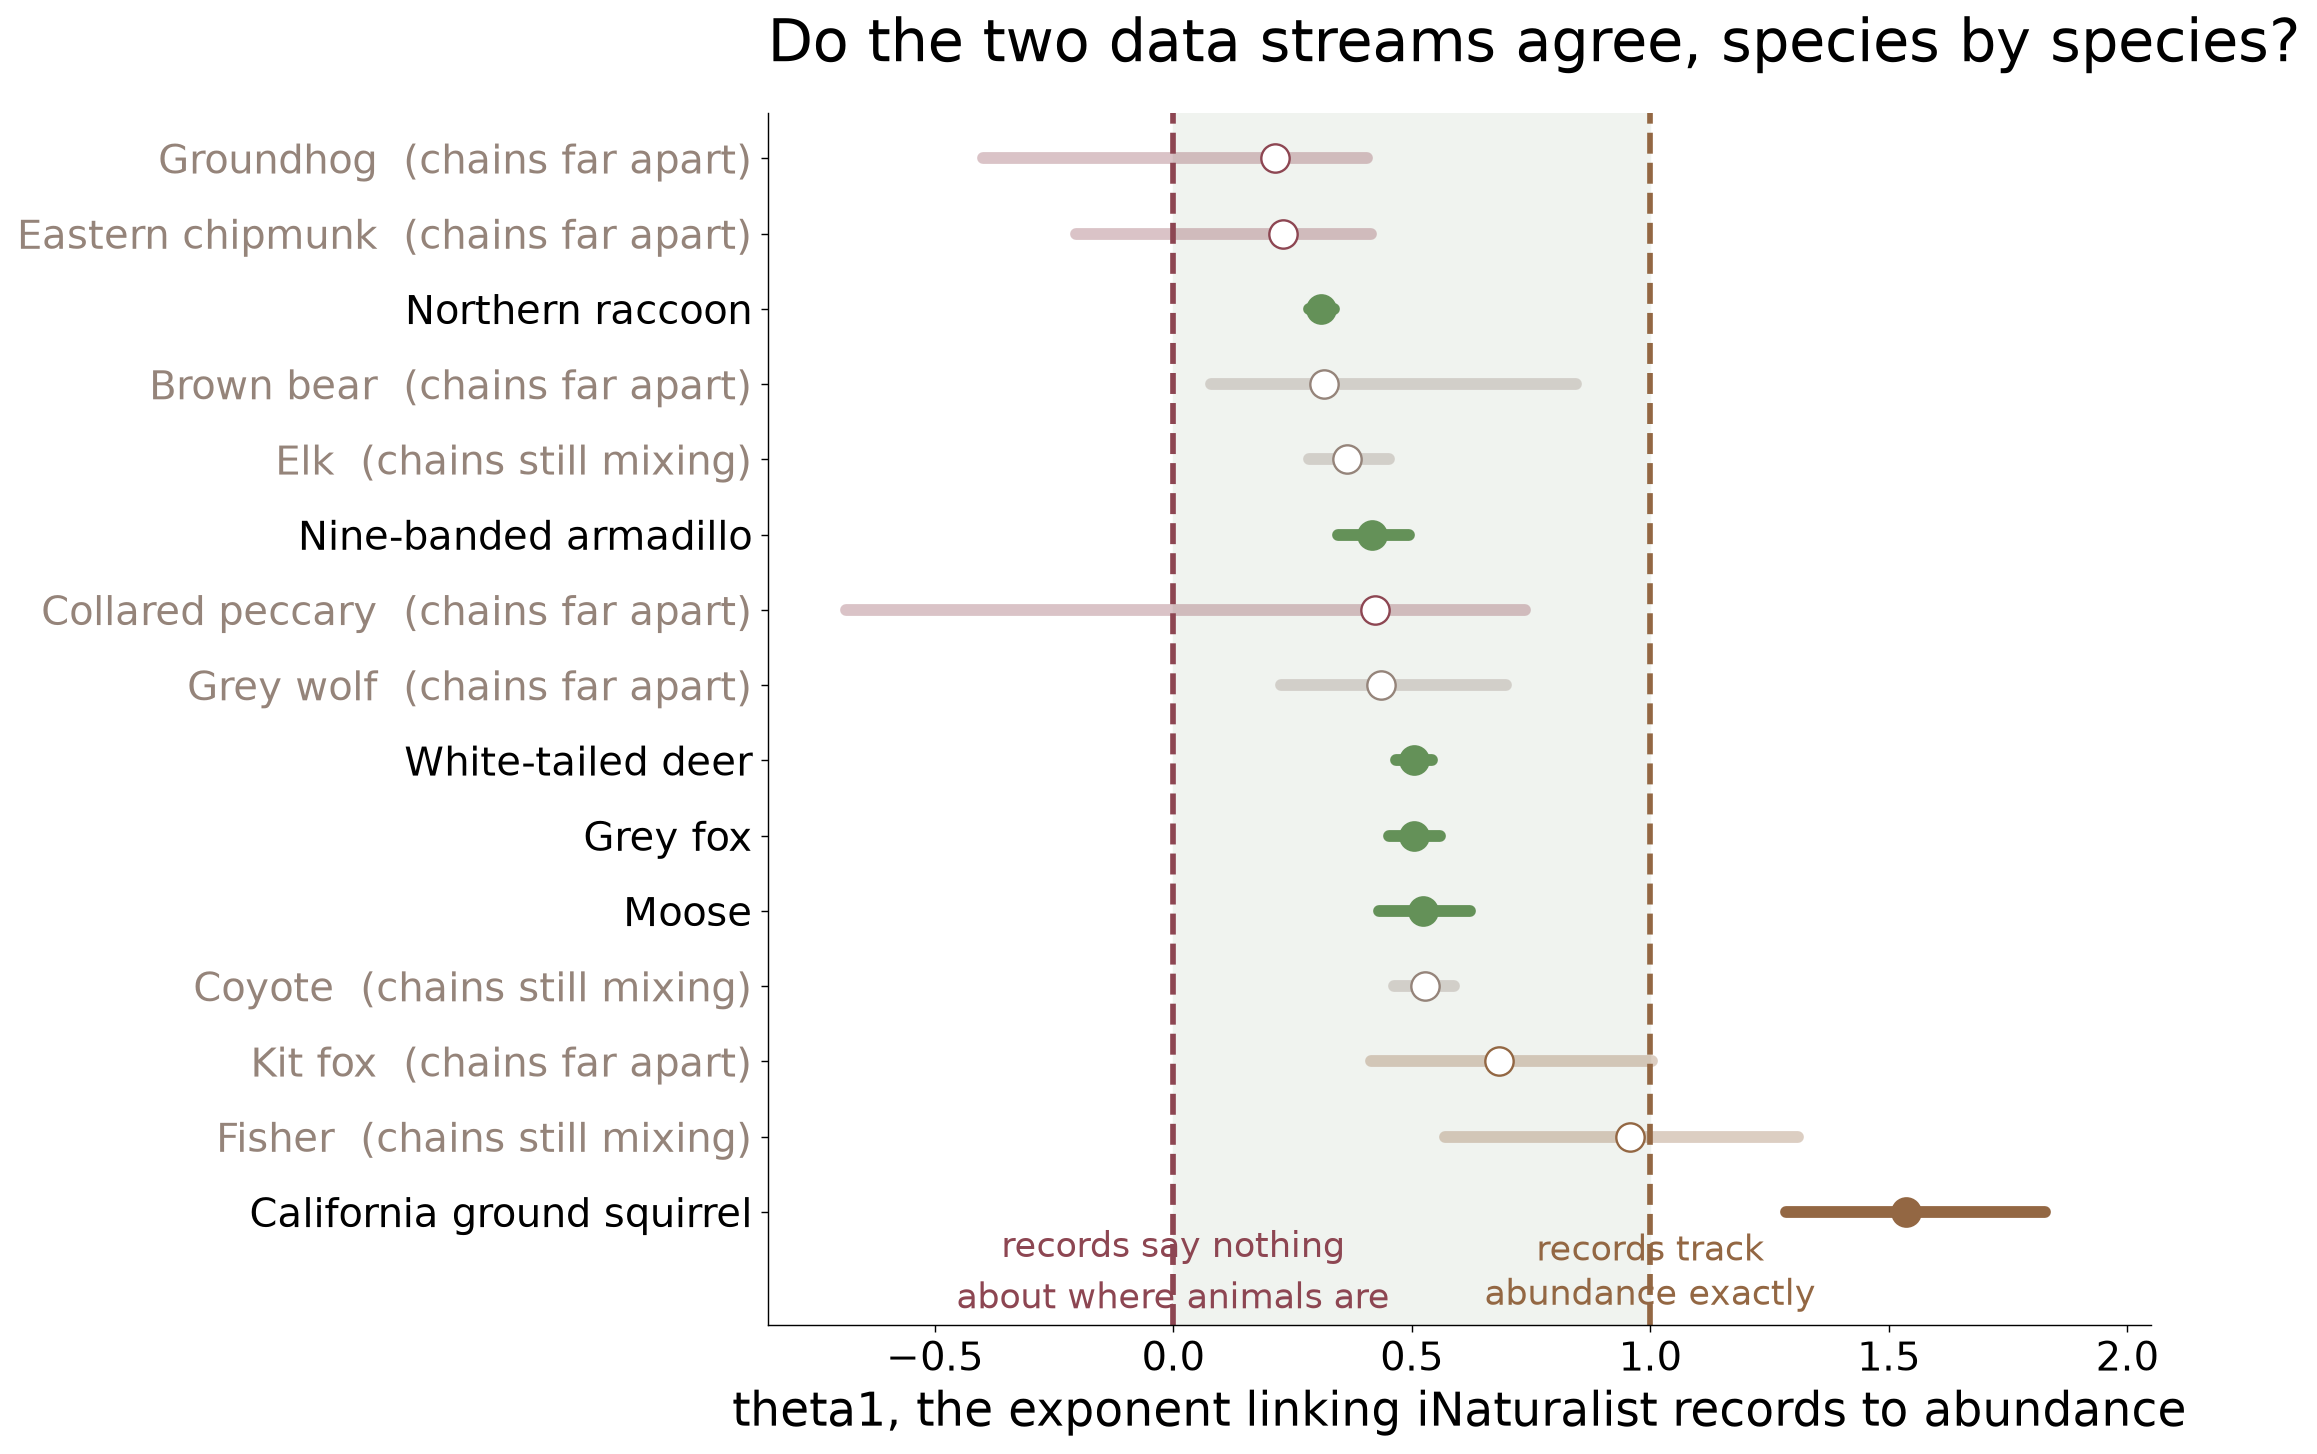 Do the two data streams agree, species by species?
Groundhog (chains far apart)
Eastern chipmunk (chains far apart)
Northern raccoon
Brown bear (chains far apart)
Elk (chains still mixing)
Nine-banded armadillo
Collared peccary (chains far apart)
Grey wolf (chains far apart)
White-tailed deer
Grey fox
Moose
Coyote (chains still mixing)
Kit fox (chains far apart)
Fisher (chains still mixing)
California ground squirrel
records say nothing
about where animals are
records track
abundance exactly
−0.5 0.0 0.5 1.0 1.5 2.0
theta1, the exponent linking iNaturalist records to abundance